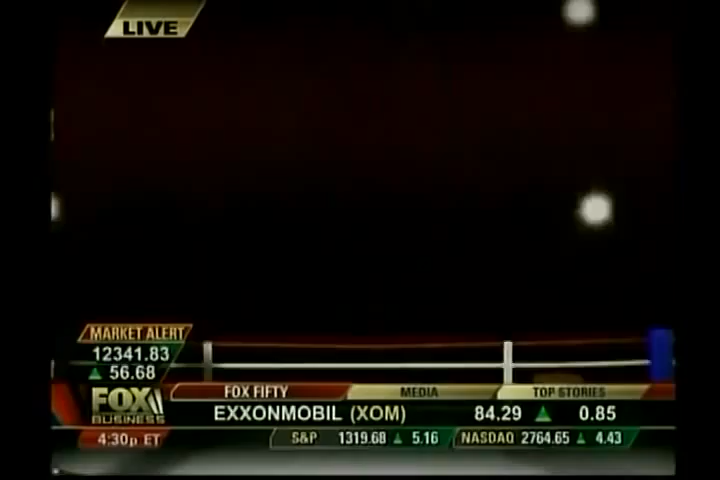 LIVE
MARKET ALERT
12341.83
▲ 56.68
FOX FIFTY MEDIA TOP STORIES
FOX
BUSINESS
EXXONMOBIL (XOM) 84.29 ▲ 0.85
4:30p ET S&P 1319.68 ▲ 5.16 NASDAQ 2764.65 ▲ 4.43